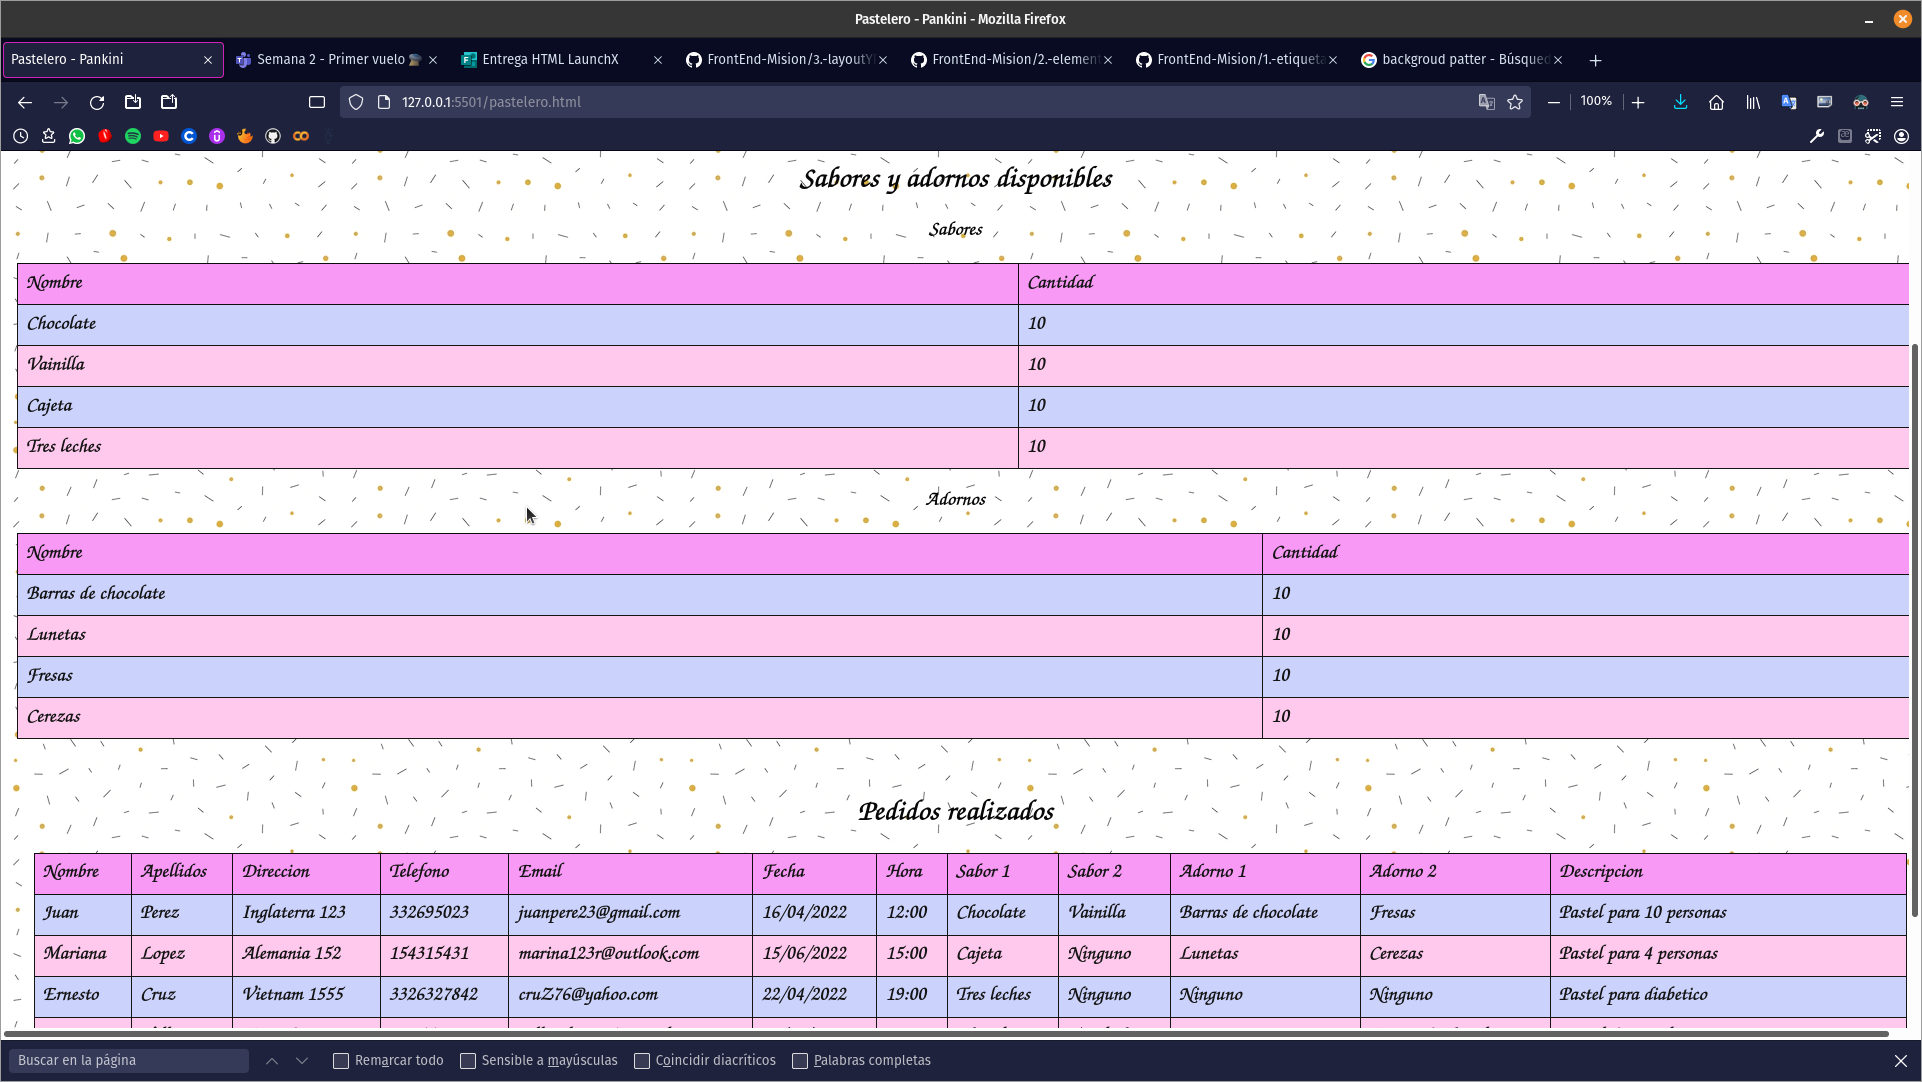 Pastelero - Pankini - Mozilla Firefox
Pastelero - Pankini
Semana 2 - Primer vuelo
Entrega HTML LaunchX
FrontEnd-Mision/3.-layout
FrontEnd-Mision/2.-element
FrontEnd-Mision/1.-etiqueta
backgroud patter - Búsqued
127.0.0.1:5501/pastelero.html
100%
Sabores y adornos disponibles
Sabores
Nombre Cantidad
Chocolate 10
Vainilla 10
Cajeta 10
Tres leches 10
Adornos
Nombre Cantidad
Barras de chocolate 10
Lunetas 10
Fresas 10
Cerezas 10
Pedidos realizados
Nombre Apellidos Direccion Telefono Email Fecha Hora Sabor 1 Sabor 2 Adorno 1 Adorno 2 Descripcion
Juan Perez Inglaterra 123 332695023 juanpere23@gmail.com 16/04/2022 12:00 Chocolate Vainilla Barras de chocolate Fresas Pastel para 10 personas
Mariana Lopez Alemania 152 154315431 marina123r@outlook.com 15/06/2022 15:00 Cajeta Ninguno Lunetas Cerezas Pastel para 4 personas
Ernesto Cruz Vietnam 1555 3326327842 cruZ76@yahoo.com 22/04/2022 19:00 Tres leches Ninguno Ninguno Ninguno Pastel para diabetico
Buscar en la página Remarcar todo Sensible a mayúsculas Coincidir diacríticos Palabras completas